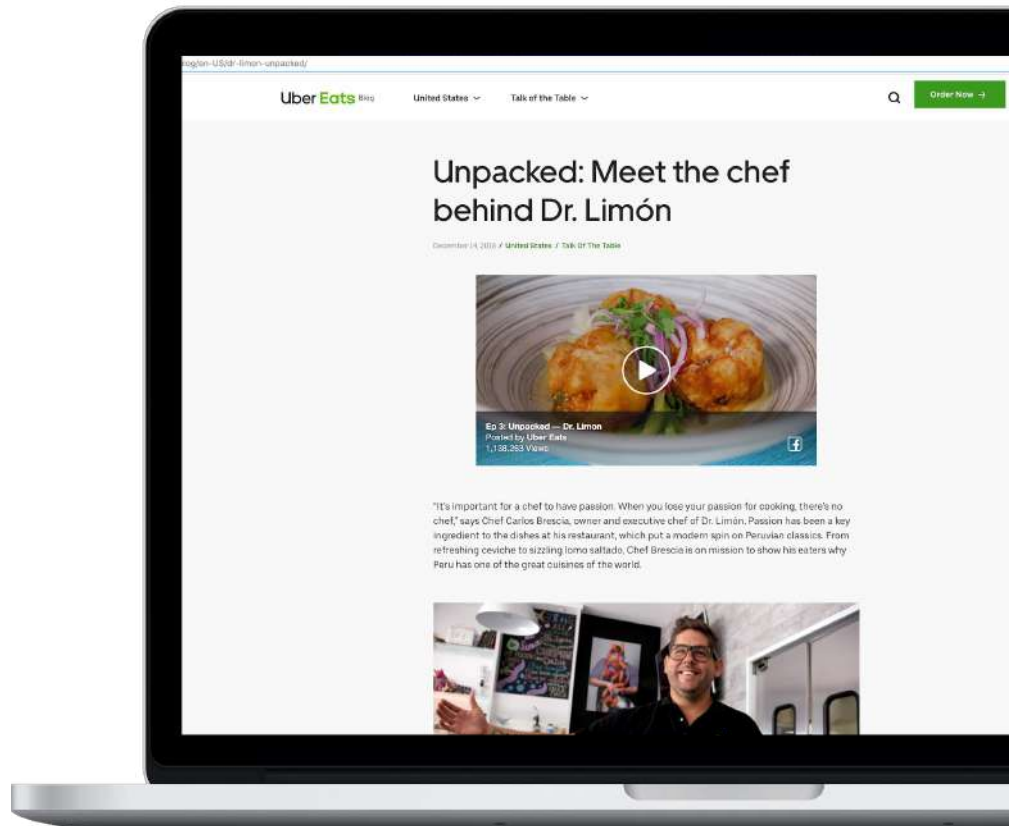 og/en-US/dr-limon-unpacked/
Uber Eats Blog
United States
Talk of the Table
Order Now →
Unpacked: Meet the chef
behind Dr. Limón
December 14, 2018 / United States / Talk Of The Table
Ep 3: Unpacked — Dr. Limon
Posted by Uber Eats
1,138,263 Views
"It's important for a chef to have passion. When you lose your passion for cooking, there's no
chef," says Chef Carlos Brescia, owner and executive chef of Dr. Limón. Passion has been a key
ingredient to the dishes at his restaurant, which put a modern spin on Peruvian classics. From
refreshing ceviche to sizzling lomo saltado, Chef Brescia is on mission to show his eaters why
Peru has one of the great cuisines of the world.